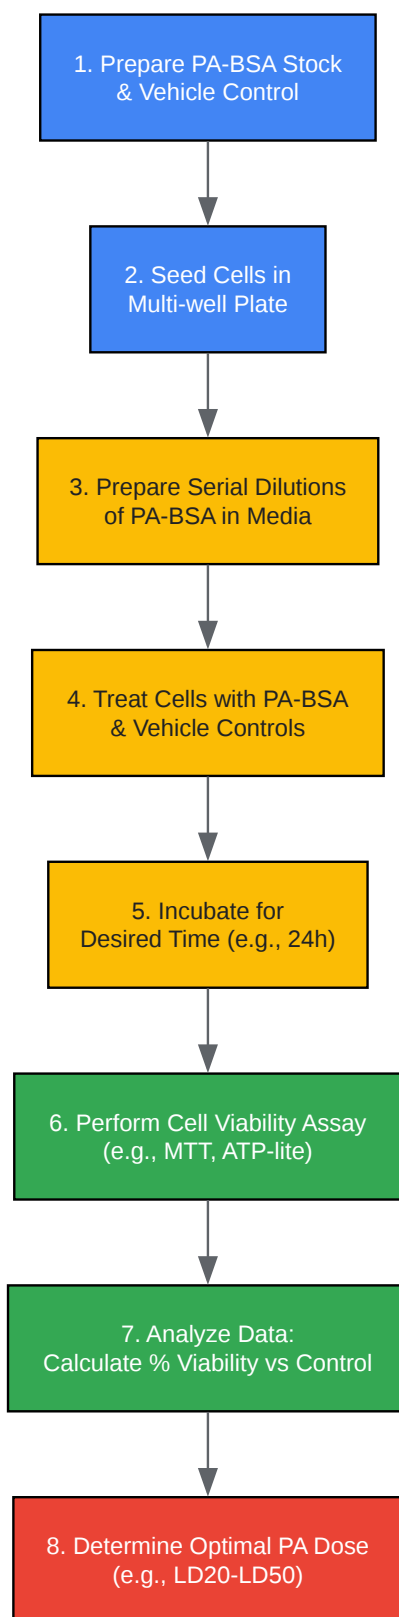 1. Prepare PA-BSA Stock
& Vehicle Control
2. Seed Cells in
Multi-well Plate
3. Prepare Serial Dilutions
of PA-BSA in Media
4. Treat Cells with PA-BSA
& Vehicle Controls
5. Incubate for
Desired Time (e.g., 24h)
6. Perform Cell Viability Assay
(e.g., MTT, ATP-lite)
7. Analyze Data:
Calculate % Viability vs Control
8. Determine Optimal PA Dose
(e.g., LD20-LD50)